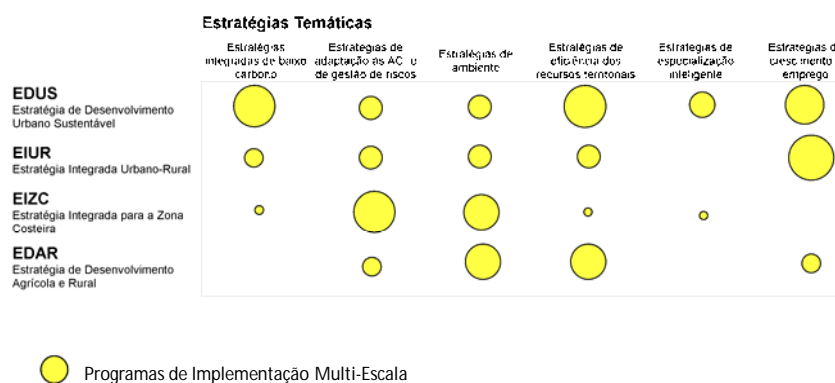 Estratégias Temáticas
Estratégias
integradas de baixo
carbono
Estratégias de
adaptação às AC e
de gestão de riscos
Estratégias de
ambiente
Estratégias de
eficiência dos
recursos territoriais
Estratégias de
especialização
inteligente
Estratégias d
crescimento
emprego
EDUS
Estratégia de Desenvolvimento
Urbano Sustentável
EIUR
Estratégia Integrada Urbano-Rural
EIZC
Estratégia Integrada para a Zona
Costeira
EDAR
Estratégia de Desenvolvimento
Agrícola e Rural
Programas de Implementação Multi-Escala